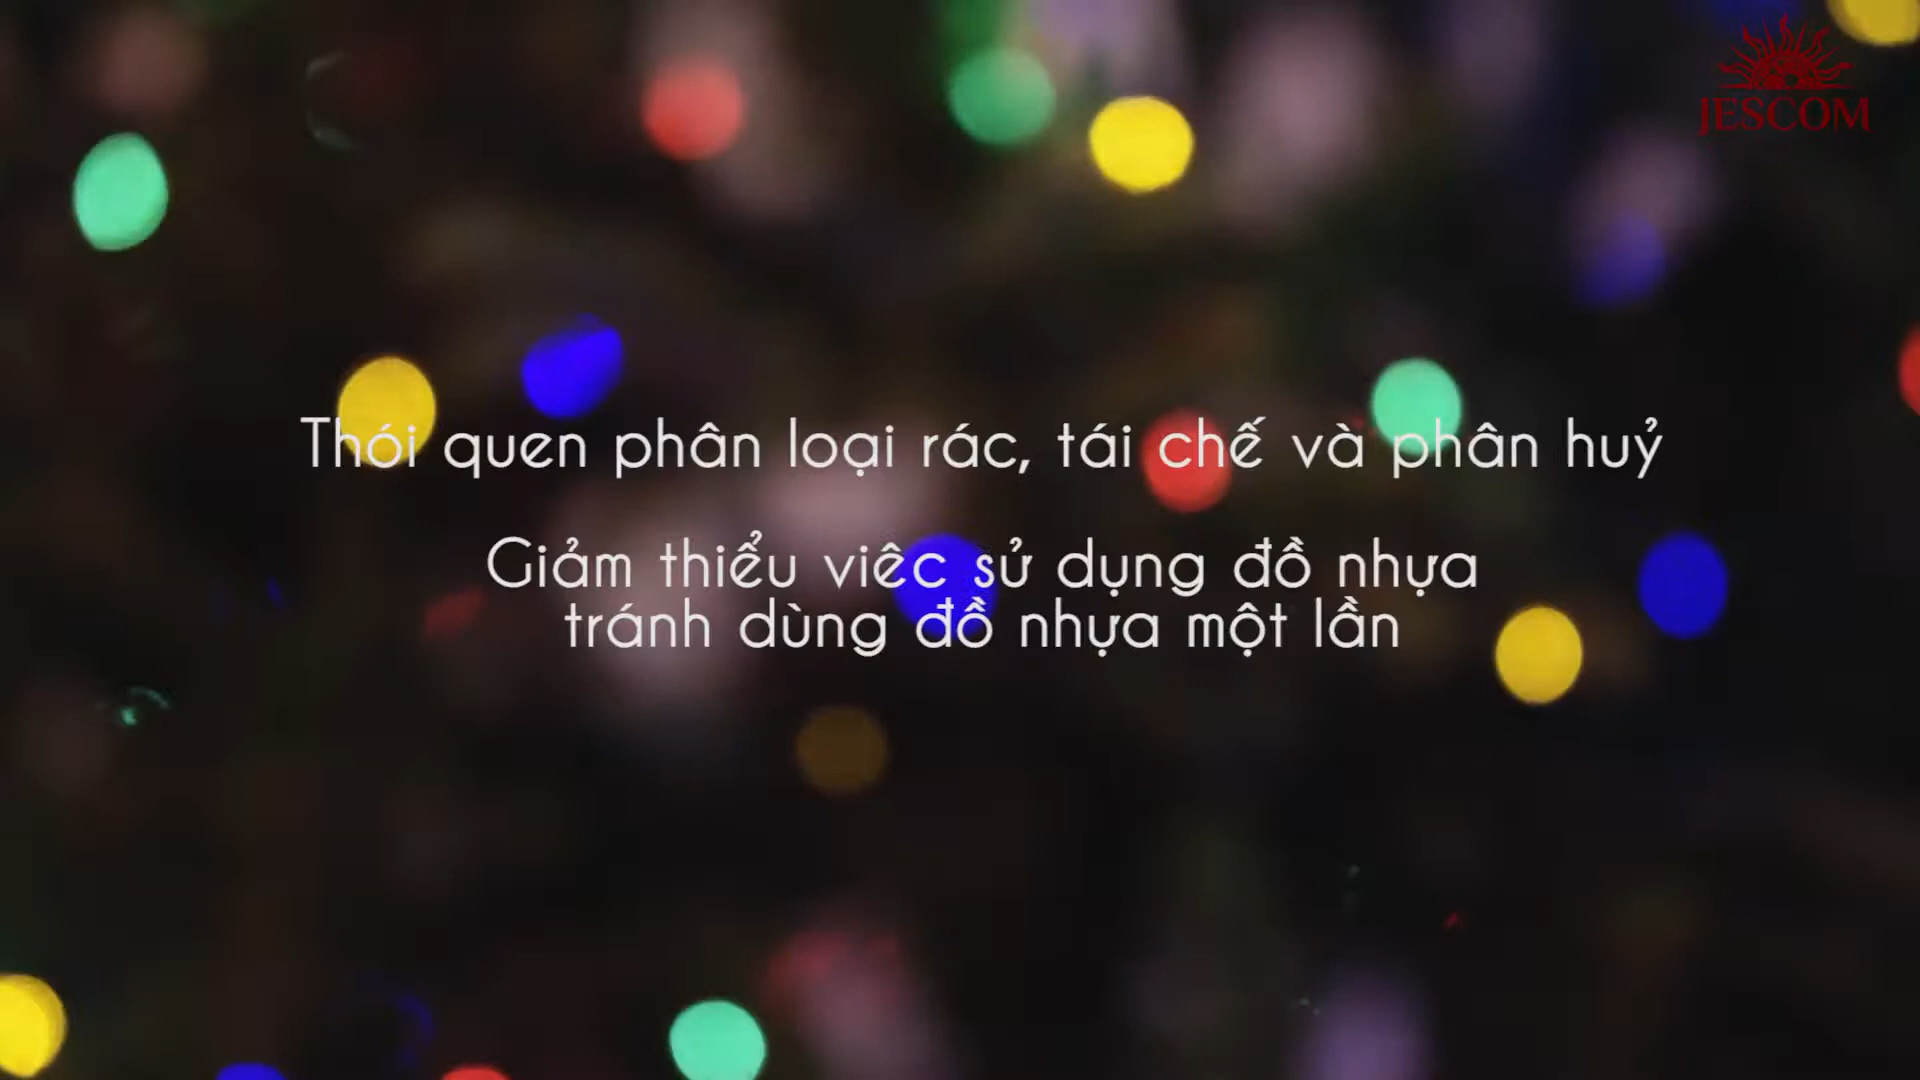 JESCOM
Thói quen phân loại rác, tái chế và phân huỷ
Giảm thiểu viêc sử dụng đồ nhựa
tránh dùng đồ nhựa một lần